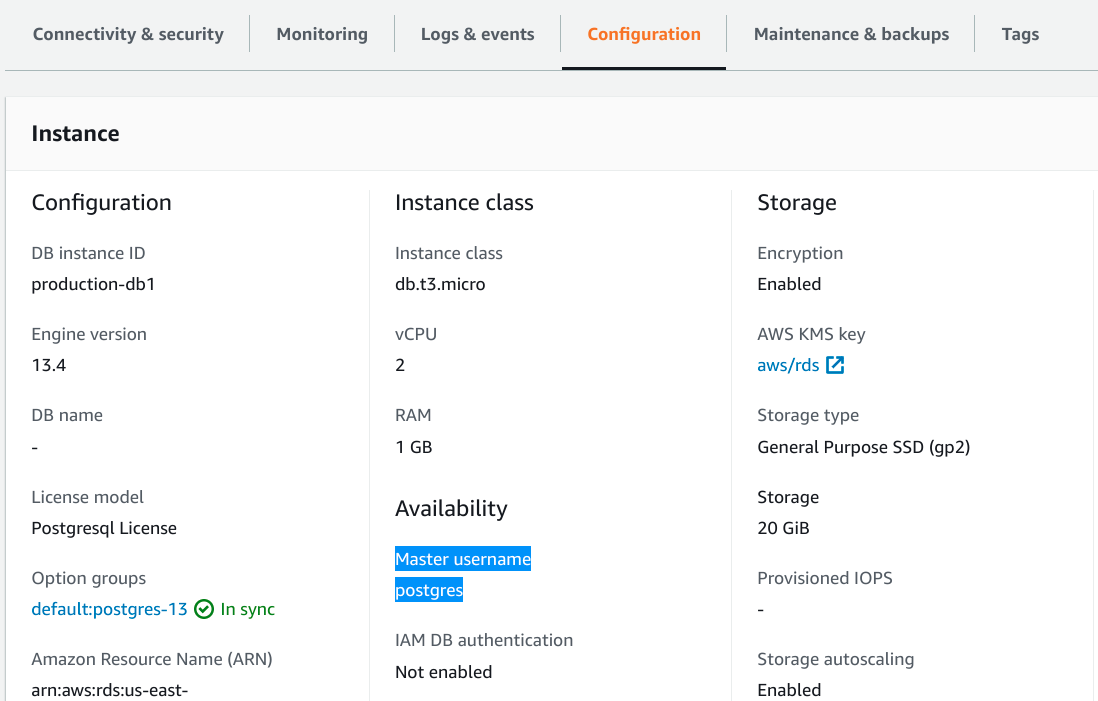 Connectivity & security
Monitoring
Logs & events
Configuration
Maintenance & backups
Tags
Instance
Configuration
DB instance ID
production-db1
Engine version
13.4
DB name
-
License model
Postgresql License
Option groups
default:postgres-13 In sync
Amazon Resource Name (ARN)
arn:aws:rds:us-east-
Instance class
Instance class
db.t3.micro
vCPU
2
RAM
1 GB
Availability
Master username
postgres
IAM DB authentication
Not enabled
Storage
Encryption
Enabled
AWS KMS key
aws/rds
Storage type
General Purpose SSD (gp2)
Storage
20 GiB
Provisioned IOPS
-
Storage autoscaling
Enabled